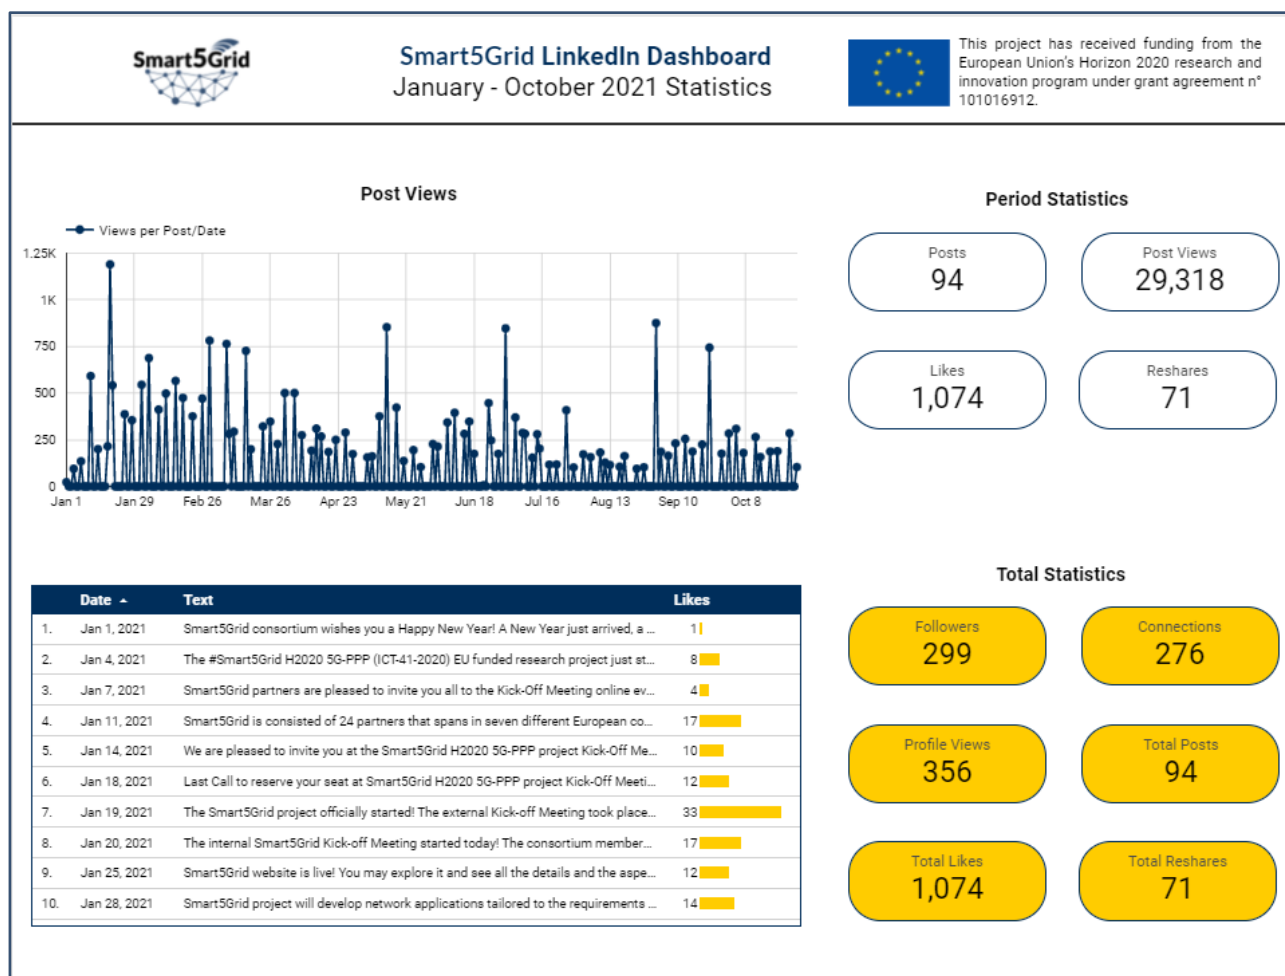 Smart5Grid
Smart5Grid LinkedIn Dashboard
January - October 2021 Statistics
This project has received funding from the
European Union's Horizon 2020 research and
innovation program under grant agreement n°
101016912.
Post Views
Views per Post/Date
1.25K
1K
750
500
250
0
Jan 1 Jan 29 Feb 26 Mar 26 Apr 23 May 21 Jun 18 Jul 16 Aug 13 Sep 10 Oct 8
Period Statistics
Posts
94
Post Views
29,318
Likes
1,074
Reshares
71
Date Text Likes
1. Jan 1, 2021 Smart5Grid consortium wishes you a Happy New Year! A New Year just arrived, a ... 1
2. Jan 4, 2021 The #Smart5Grid H2020 5G-PPP (ICT-41-2020) EU funded research project just st... 8
3. Jan 7, 2021 Smart5Grid partners are pleased to invite you all to the Kick-Off Meeting online ev... 4
4. Jan 11, 2021 Smart5Grid is consisted of 24 partners that spans in seven different European co... 17
5. Jan 14, 2021 We are pleased to invite you at the Smart5Grid H2020 5G-PPP project Kick-Off Me... 10
6. Jan 18, 2021 Last Call to reserve your seat at Smart5Grid H2020 5G-PPP project Kick-Off Meeti... 12
7. Jan 19, 2021 The Smart5Grid project officially started! The external Kick-off Meeting took place... 33
8. Jan 20, 2021 The internal Smart5Grid Kick-off Meeting started today! The consortium member... 17
9. Jan 25, 2021 Smart5Grid website is live! You may explore it and see all the details and the aspe... 12
10. Jan 28, 2021 Smart5Grid project will develop network applications tailored to the requirements ... 14
Total Statistics
Followers
299
Connections
276
Profile Views
356
Total Posts
94
Total Likes
1,074
Total Reshares
71